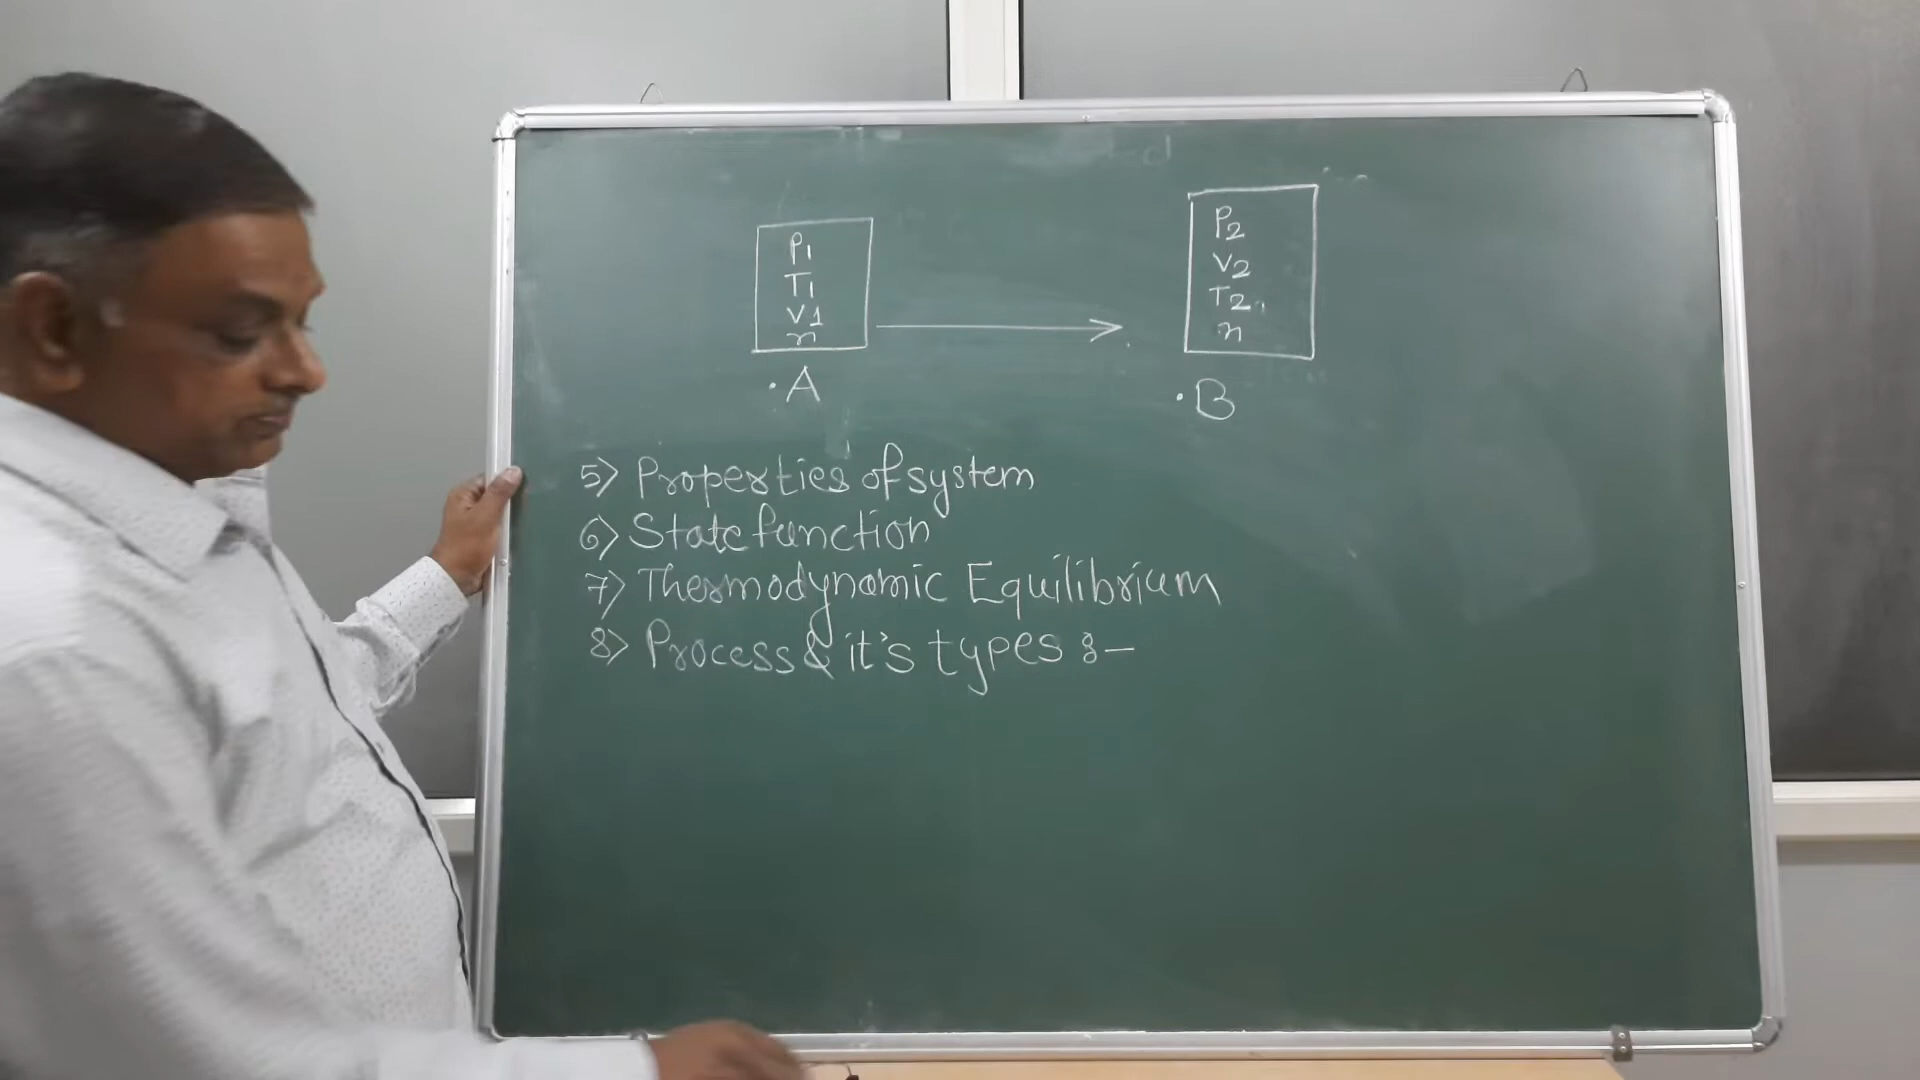 P1
T1
V1
n
A
P2
V2
T2
n
B
5) Properties of system
6) State function
7) Thermodynamic Equilibrium
8) Process & it's types :-